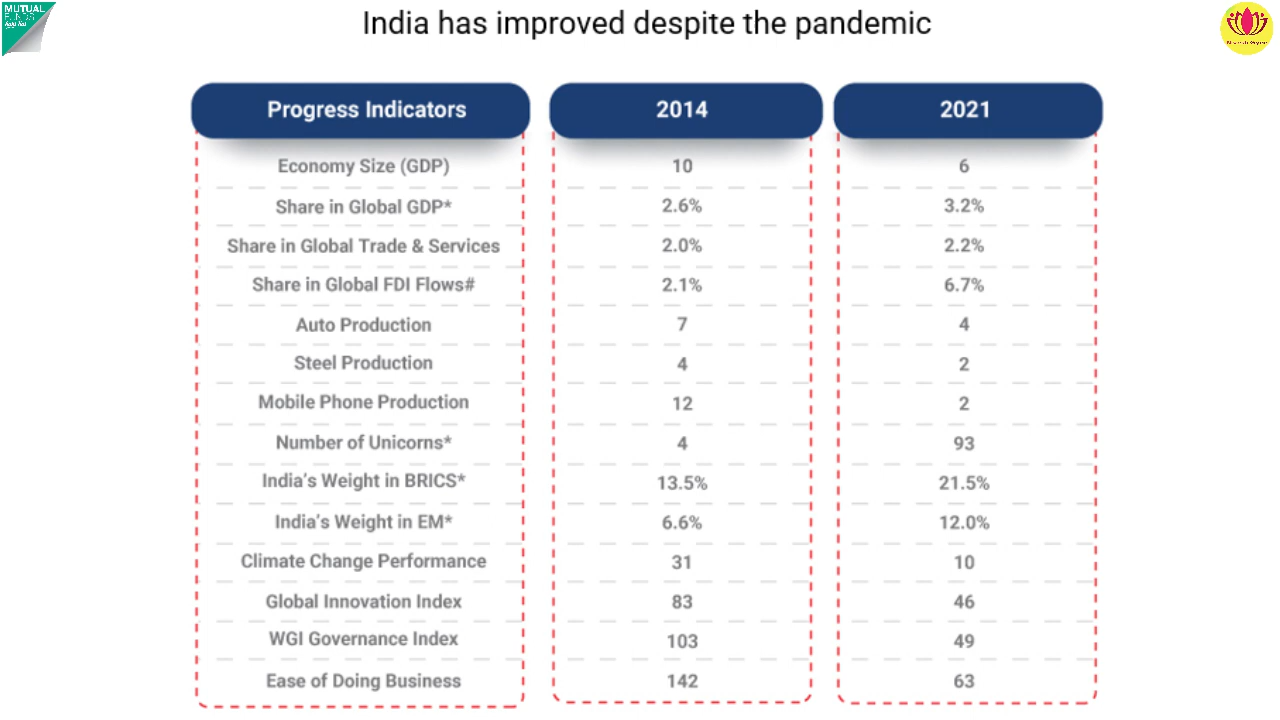 MUTUAL
FUNDS
Sahi Hai
India has improved despite the pandemic
Progress Indicators 2014 2021
Economy Size (GDP) 10 6
Share in Global GDP* 2.6% 3.2%
Share in Global Trade & Services 2.0% 2.2%
Share in Global FDI Flows# 2.1% 6.7%
Auto Production 7 4
Steel Production 4 2
Mobile Phone Production 12 2
Number of Unicorns* 4 93
India's Weight in BRICS* 13.5% 21.5%
India's Weight in EM* 6.6% 12.0%
Climate Change Performance 31 10
Global Innovation Index 83 46
WGI Governance Index 103 49
Ease of Doing Business 142 63